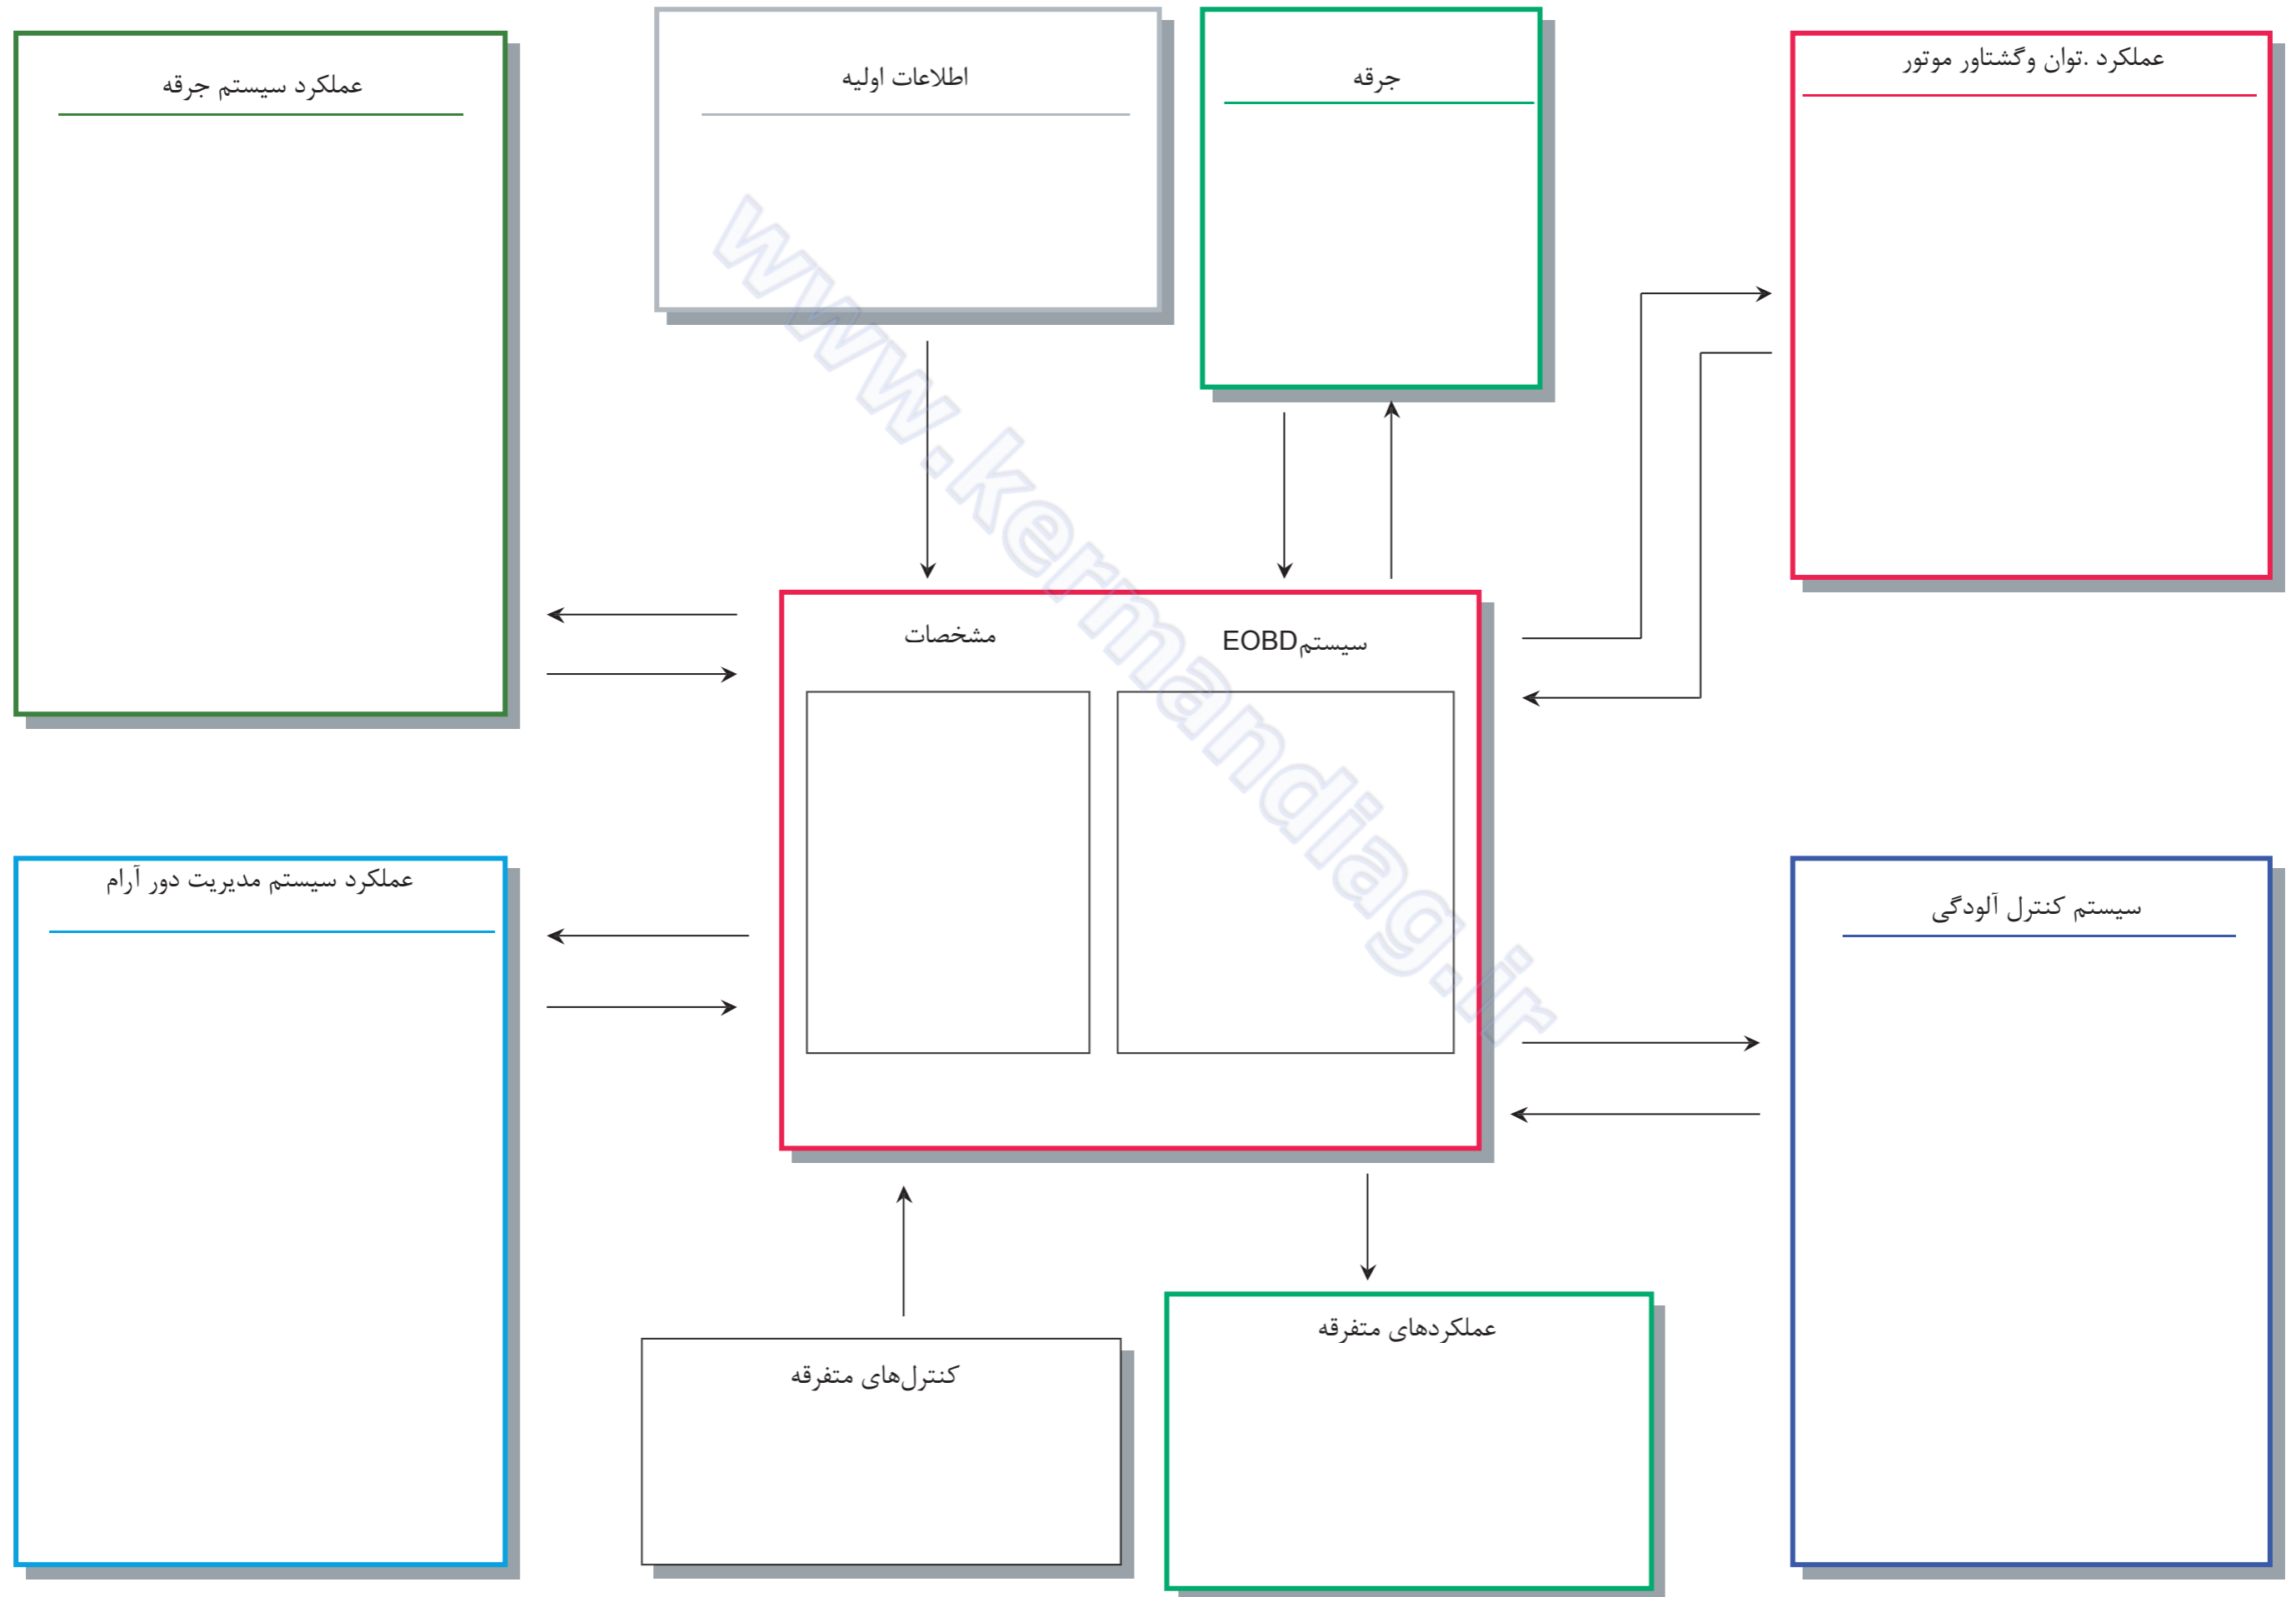 عملکرد .توان وگشتاور موتور
جرقه
اطلاعات اولیه
عملکرد سیستم جرقه
سیستمEOBD
مشخصات
سیستم کنترل آلودگی
عملکرد سیستم مدیریت دور آرام
عملکردهای متفرقه
کنترل‌های متفرقه
www.kermandiag.ir